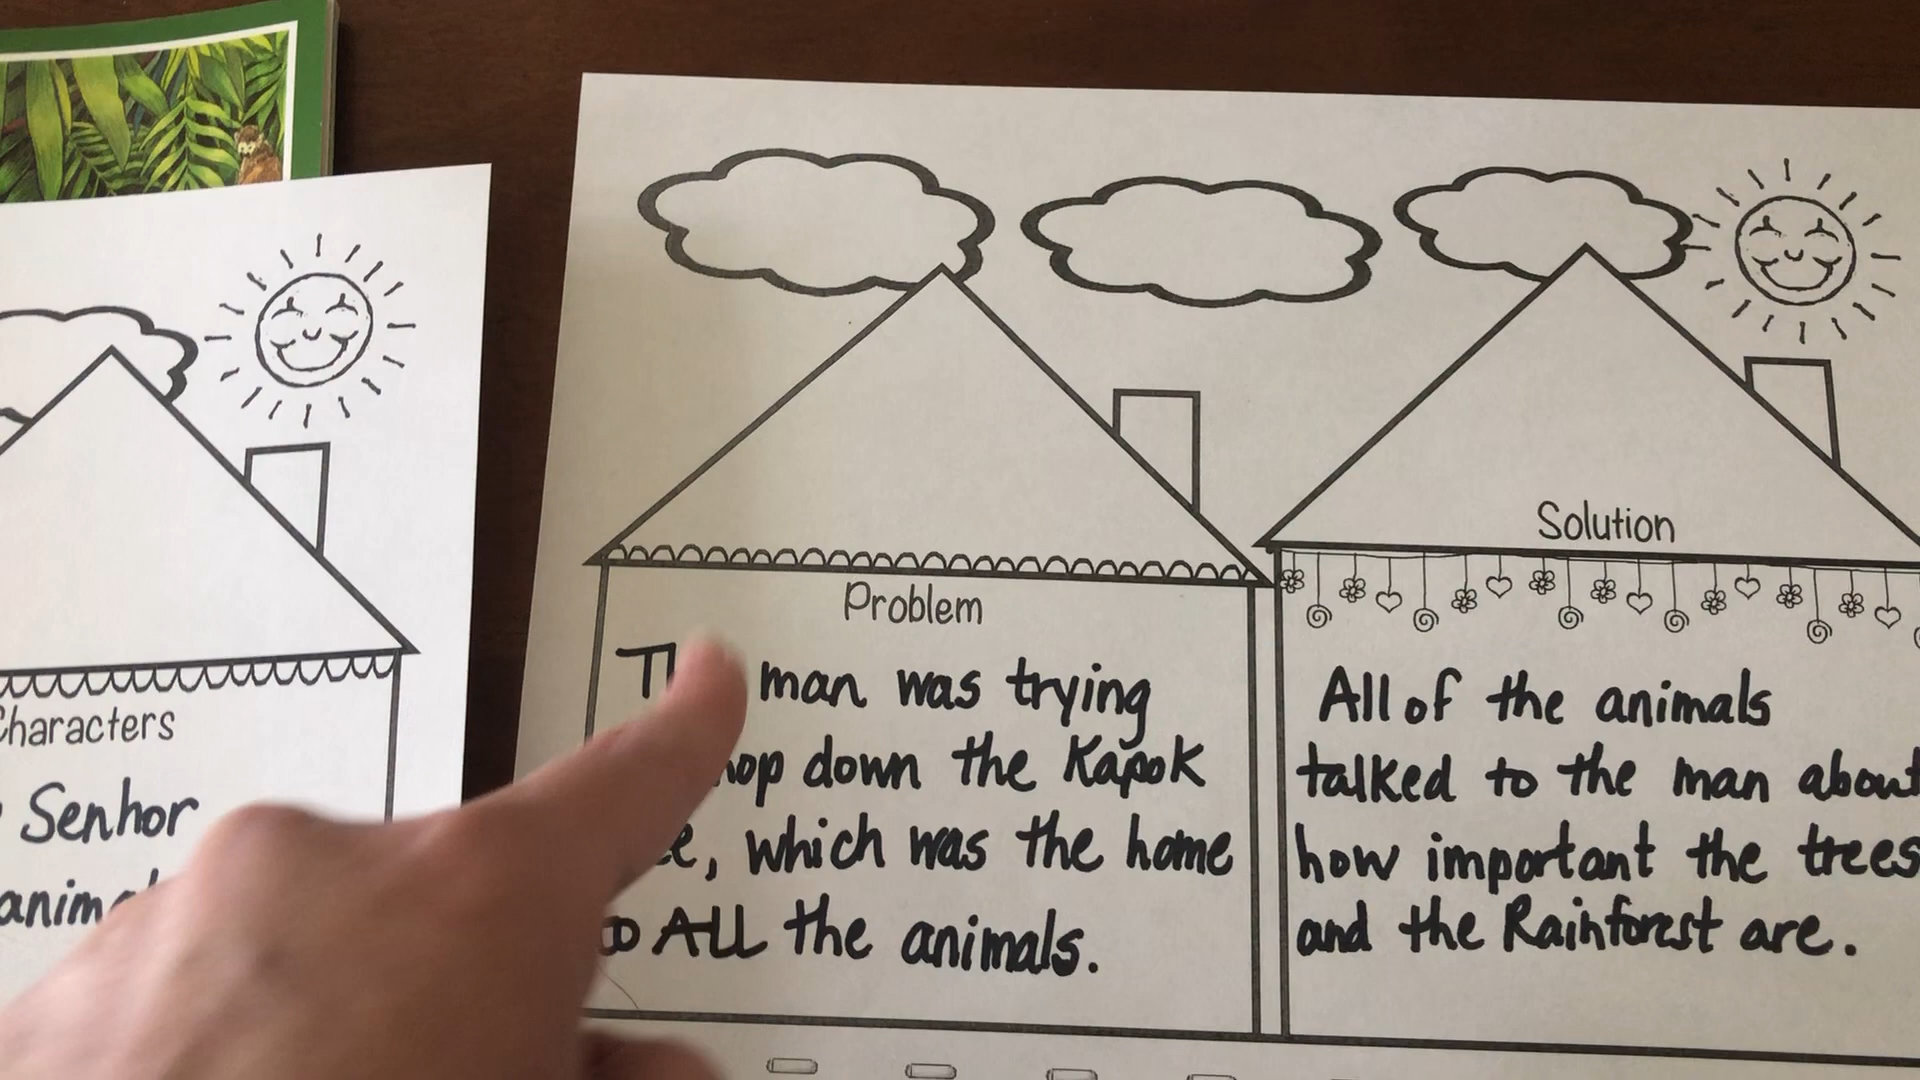 Characters
Senhor
Problem
man was trying
down the Kapok
, which was the home
ALL the animals.
Solution
All of the animals
talked to the man about
how important the trees
and the Rainforest are.